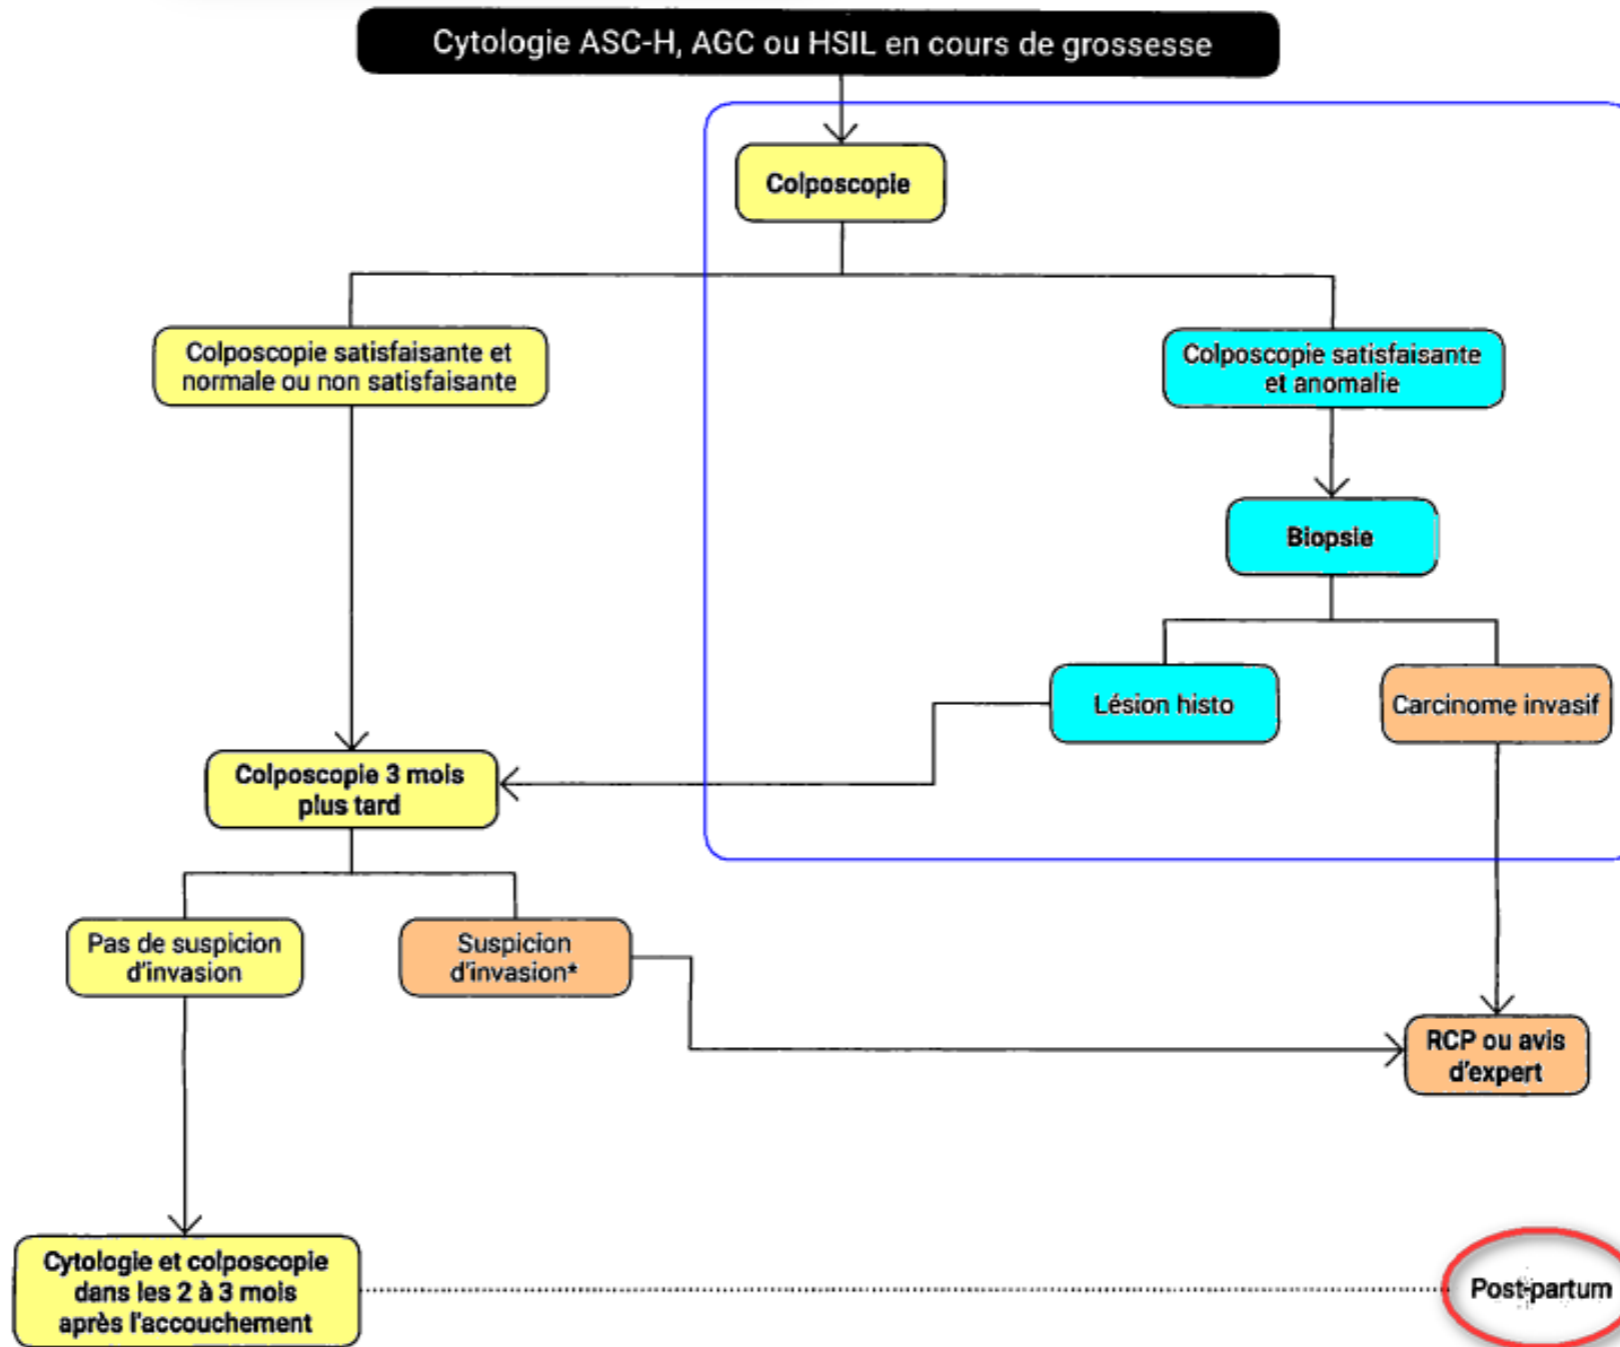 Cytologie ASC-H, AGC ou HSIL en cours de grossesse
Colposcopie
Colposcopie satisfaisante et
normale ou non satisfaisante
Colposcopie satisfaisante
et anomalie
Biopsie
Lésion histo
Carcinome invasif
Colposcopie 3 mois
plus tard
Pas de suspicion
d'invasion
Suspicion
d'invasion*
RCP ou avis
d'expert
Cytologie et colposcopie
dans les 2 à 3 mois
après l'accouchement
Post-partum